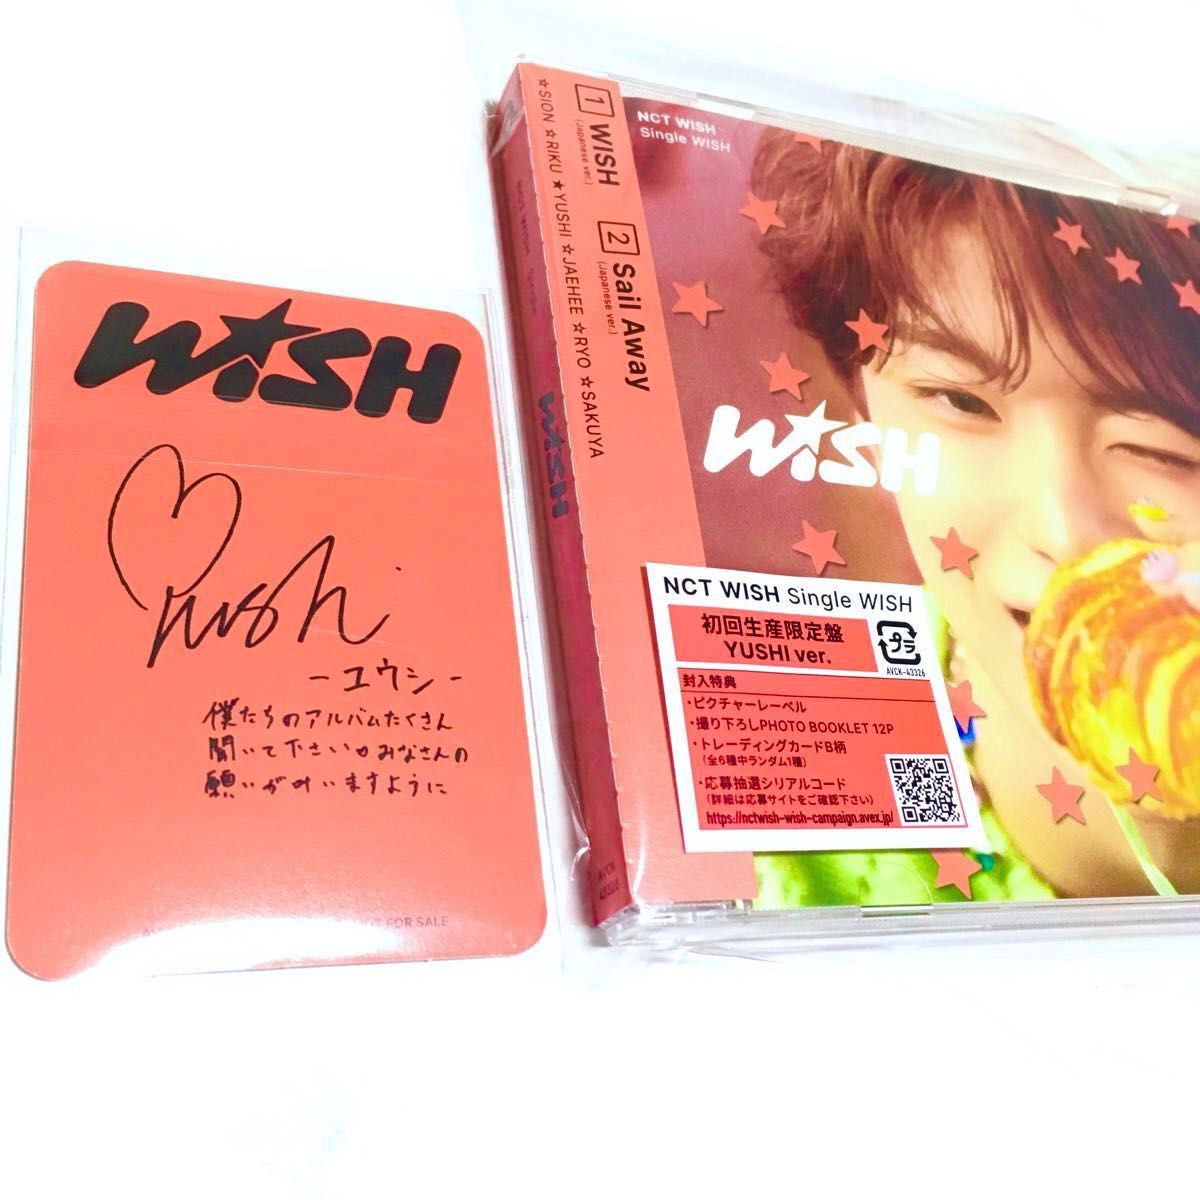 WISH
Yushi
-ユウシ-
僕たちのアルバムたくさん
聞いて下さい♡みなさんの
願いが叶いますように
FOR SALE
1 WISH
(Japanese ver.)
2 Sail Away
(Japanese ver.)
☆SION ☆RIKU ★YUSHI ☆JAEHEE ☆RYO ☆SAKUYA
NCT WISH
WISH
AVCK
43326
NCT WISH
Single WISH
WISH
NCT WISH Single WISH
初回生産限定盤
YUSHI ver.
プラ
AVCK-43326
封入特典
・ピクチャーレーベル
・撮り下ろしPHOTO BOOKLET 12P
・トレーディングカードB柄
(全6種中ランダム1種)
・応募抽選シリアルコード
(詳細は応募サイトをご確認下さい)
https://nctwish-wish-campaign.avex.jp/